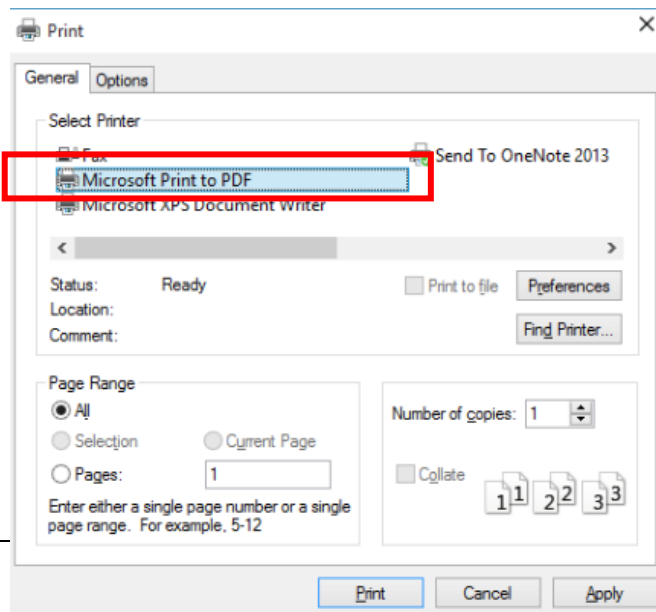 Print
General Options
Select Printer
Fax Send To OneNote 2013
Microsoft Print to PDF
Microsoft XPS Document Writer
Status: Ready Print to file Preferences
Location:
Comment: Find Printer...
Page Range
All Number of copies: 1
Selection Current Page
Pages: 1 Collate 1 1 2 2 3 3
Enter either a single page number or a single
page range. For example, 5-12
Print Cancel Apply